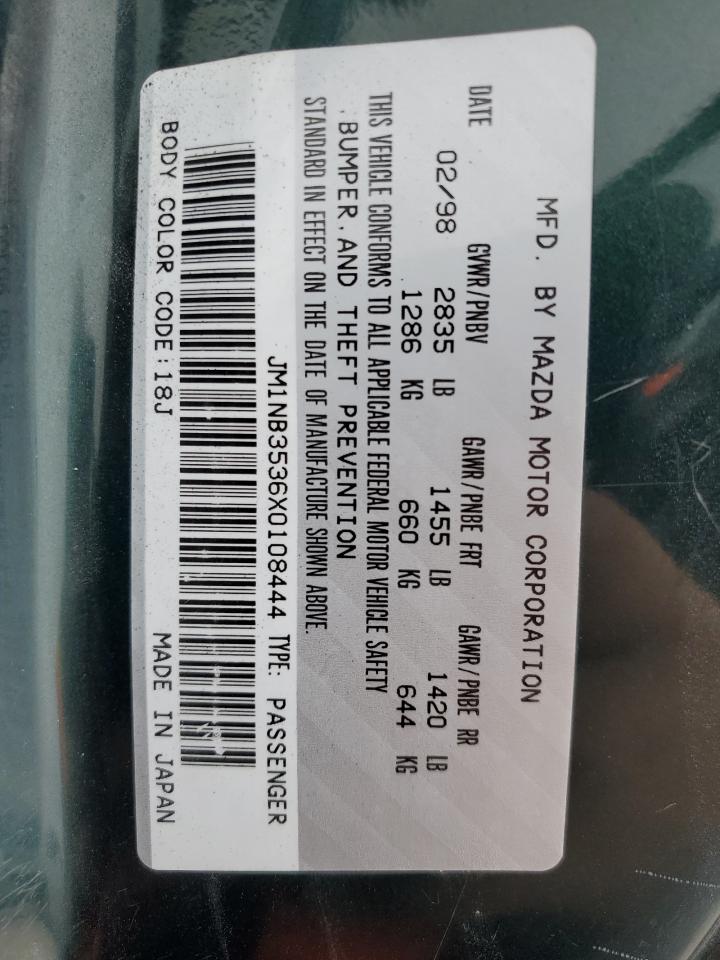 MFD. BY MAZDA MOTOR CORPORATION
DATE GVWR/PNBV GAWR/PNBE FRT GAWR/PNBE RR
02/98 2835 LB 1455 LB 1420 LB
1286 KG 660 KG 644 KG
THIS VEHICLE CONFORMS TO ALL APPLICABLE FEDERAL MOTOR VEHICLE SAFETY
BUMPER, AND THEFT PREVENTION
STANDARD IN EFFECT ON THE DATE OF MANUFACTURE SHOWN ABOVE.
JM1NB3536X0108444 TYPE: PASSENGER
BODY COLOR CODE:18J MADE IN JAPAN